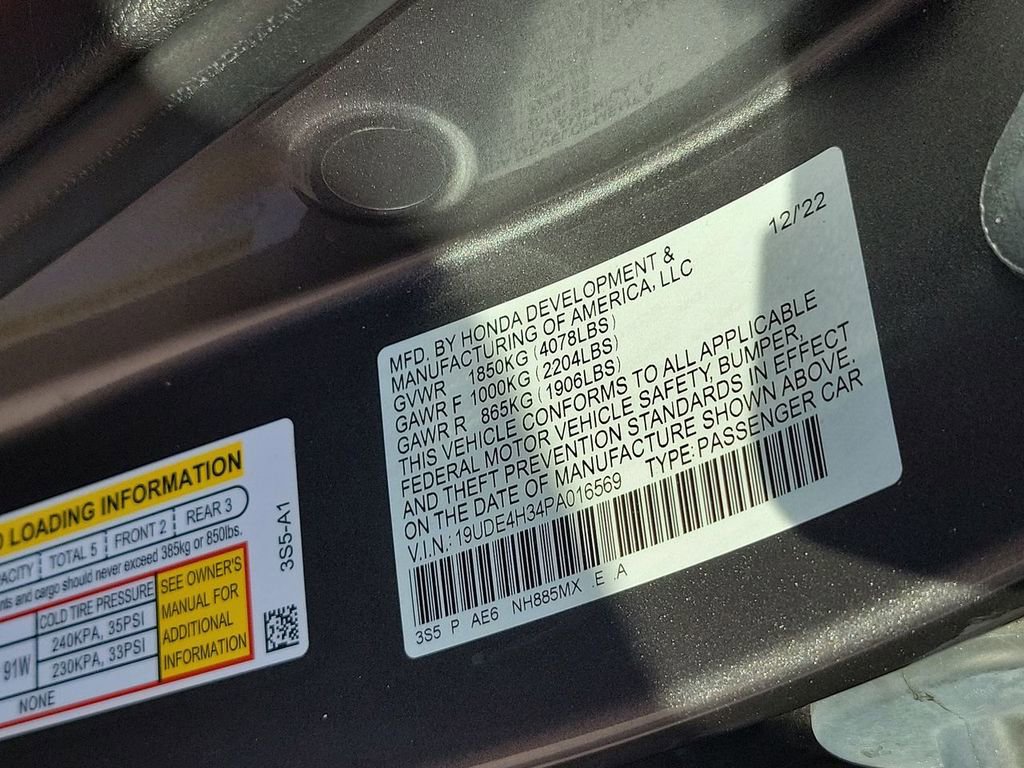 12/'22
MFD. BY HONDA DEVELOPMENT &
MANUFACTURING OF AMERICA, LLC
GVWR 1850KG (4078LBS)
GAWR F 1000KG (2204LBS)
GAWR R 865KG (1906LBS)
THIS VEHICLE CONFORMS TO ALL APPLICABLE
FEDERAL MOTOR VEHICLE SAFETY, BUMPER,
AND THEFT PREVENTION STANDARDS IN EFFECT
ON THE DATE OF MANUFACTURE SHOWN ABOVE.
V.I.N.: 19UDE4H34PA016569 TYPE:PASSENGER CAR
3S5 P AE6 NH885MX .E .A
LOADING INFORMATION
TOTAL 5 FRONT 2 REAR 3
and cargo should never exceed 385kg or 850lbs.
COLD TIRE PRESSURE
91W
240KPA, 35PSI
230KPA, 33PSI
NONE
SEE OWNER'S
MANUAL FOR
ADDITIONAL
INFORMATION
3S5-A1